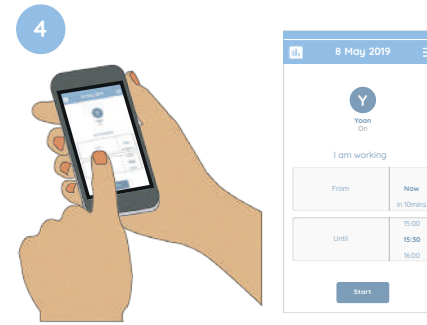 4
8 May 2019
Y
Yoon
On
I am working
From
Now
in 10mins
15:00
Until
15:30
16:00
Start